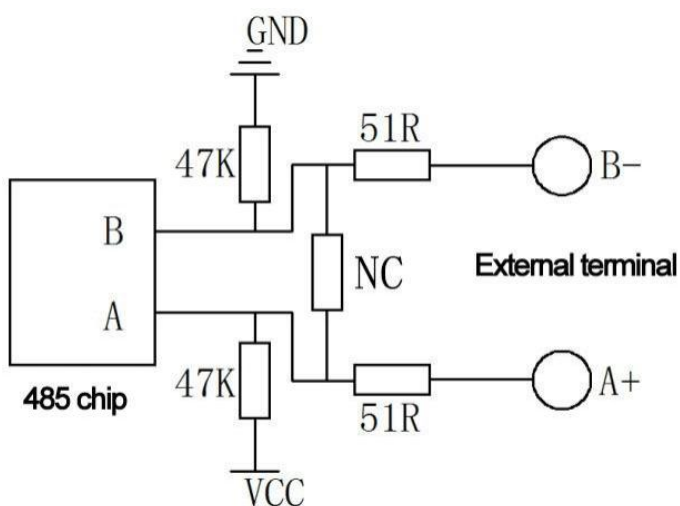 GND
51R
47K
B-
B
NC
External terminal
A
47K
A+
485 chip
51R
VCC